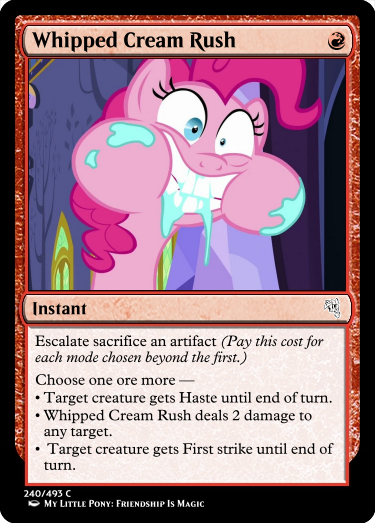 Whipped Cream Rush
Instant
Escalate sacrifice an artifact (Pay this cost for
each mode chosen beyond the first.)
Choose one ore more —
• Target creature gets Haste until end of turn.
• Whipped Cream Rush deals 2 damage to
any target.
• Target creature gets First strike until end of
turn.
240/493 C
My Little Pony: Friendship Is Magic